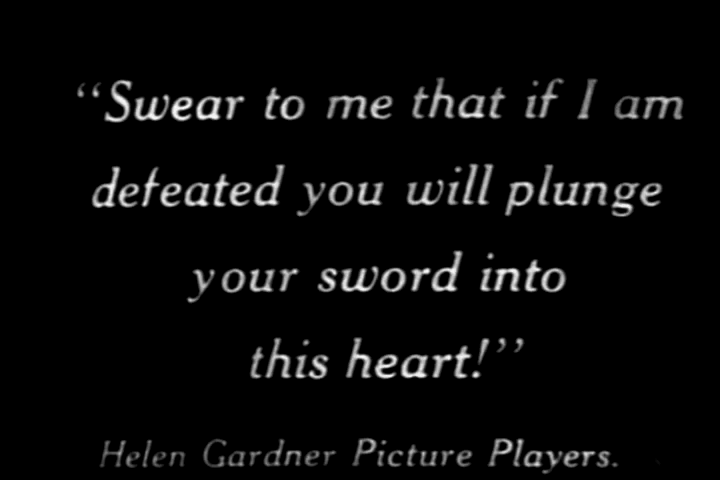 “Swear to me that if I am
defeated you will plunge
your sword into
this heart!”
Helen Gardner Picture Players.